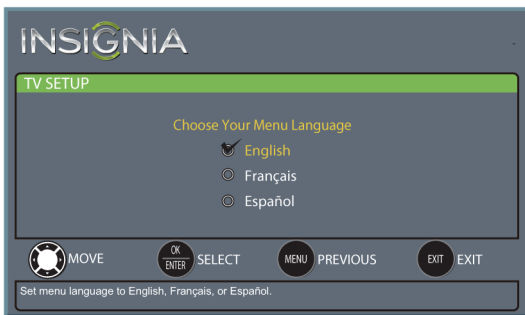 INSIGNIA
TV SETUP
Choose Your Menu Language
English
Français
Español
MOVE OK ENTER SELECT MENU PREVIOUS EXIT EXIT
Set menu language to English, Français, or Español.